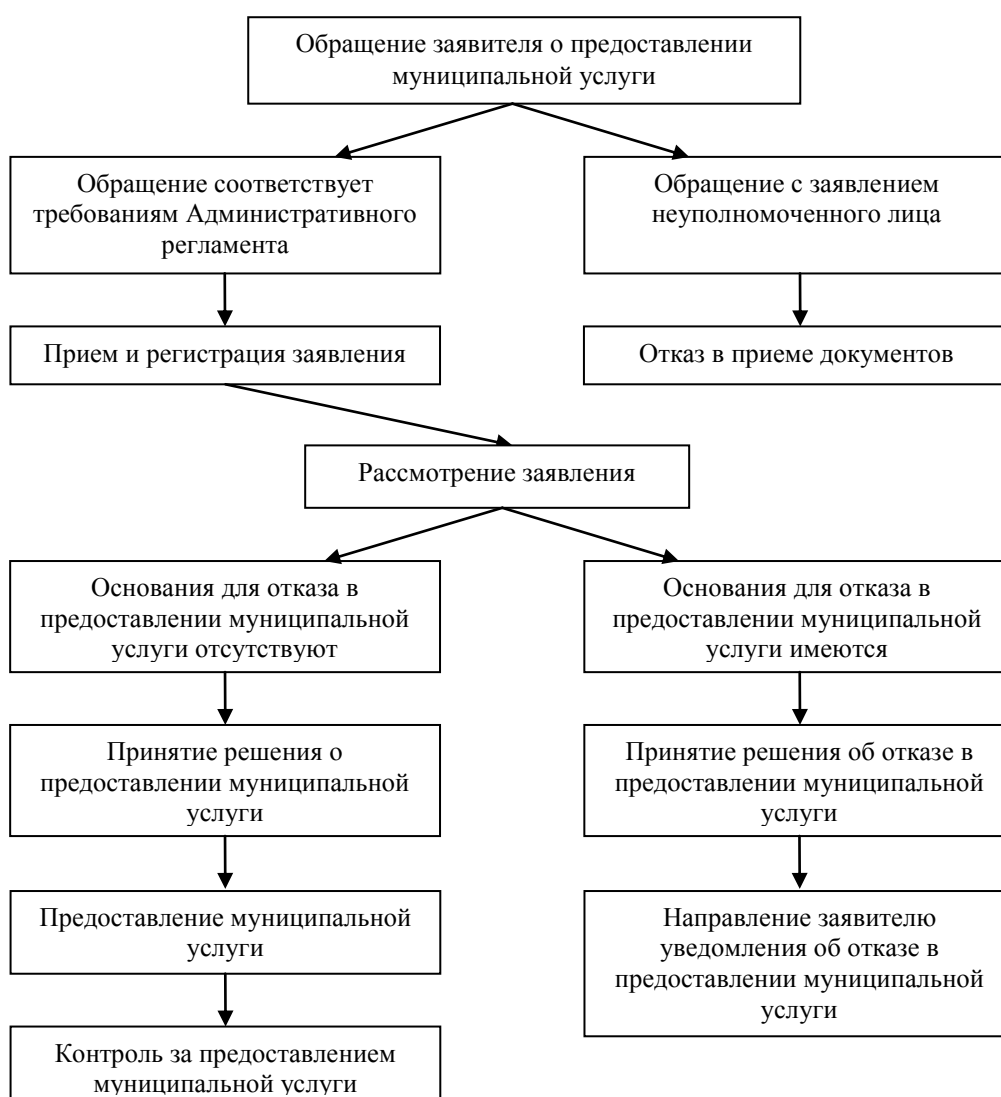 Обращение заявителя о предоставлении
муниципальной услуги
Обращение соответствует
требованиям Административного
регламента
Обращение с заявлением
неуполномоченного лица
Прием и регистрация заявления
Отказ в приеме документов
Рассмотрение заявления
Основания для отказа в
предоставлении муниципальной
услуги отсутствуют
Основания для отказа в
предоставлении муниципальной
услуги имеются
Принятие решения о
предоставлении муниципальной
услуги
Принятие решения об отказе в
предоставлении муниципальной
услуги
Предоставление муниципальной
услуги
Направление заявителю
уведомления об отказе в
предоставлении муниципальной
услуги
Контроль за предоставлением
муниципальной услуги